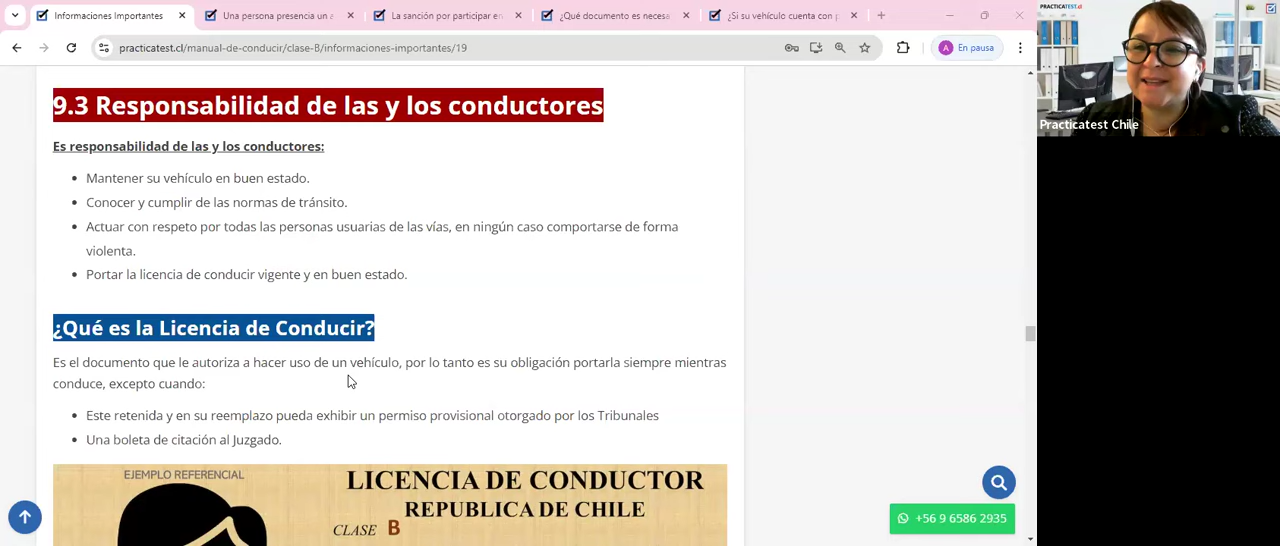 Informaciones Importantes
Una persona presencia un a
La sanción por participar en
¿Qué documento es necesa
¿Si su vehículo cuenta con p
practicatest.cl/manual-de-conducir/clase-B/informaciones-importantes/19
A En pausa
PRACTICATEST.cl
Practicatest Chile
9.3 Responsabilidad de las y los conductores
Es responsabilidad de las y los conductores:
Mantener su vehículo en buen estado.
Conocer y cumplir de las normas de tránsito.
Actuar con respeto por todas las personas usuarias de las vías, en ningún caso comportarse de forma
violenta.
Portar la licencia de conducir vigente y en buen estado.
¿Qué es la Licencia de Conducir?
Es el documento que le autoriza a hacer uso de un vehículo, por lo tanto es su obligación portarla siempre mientras
conduce, excepto cuando:
Este retenida y en su reemplazo pueda exhibir un permiso provisional otorgado por los Tribunales
Una boleta de citación al Juzgado.
EJEMPLO REFERENCIAL
LICENCIA DE CONDUCTOR
REPUBLICA DE CHILE
CLASE B
+56 9 6586 2935